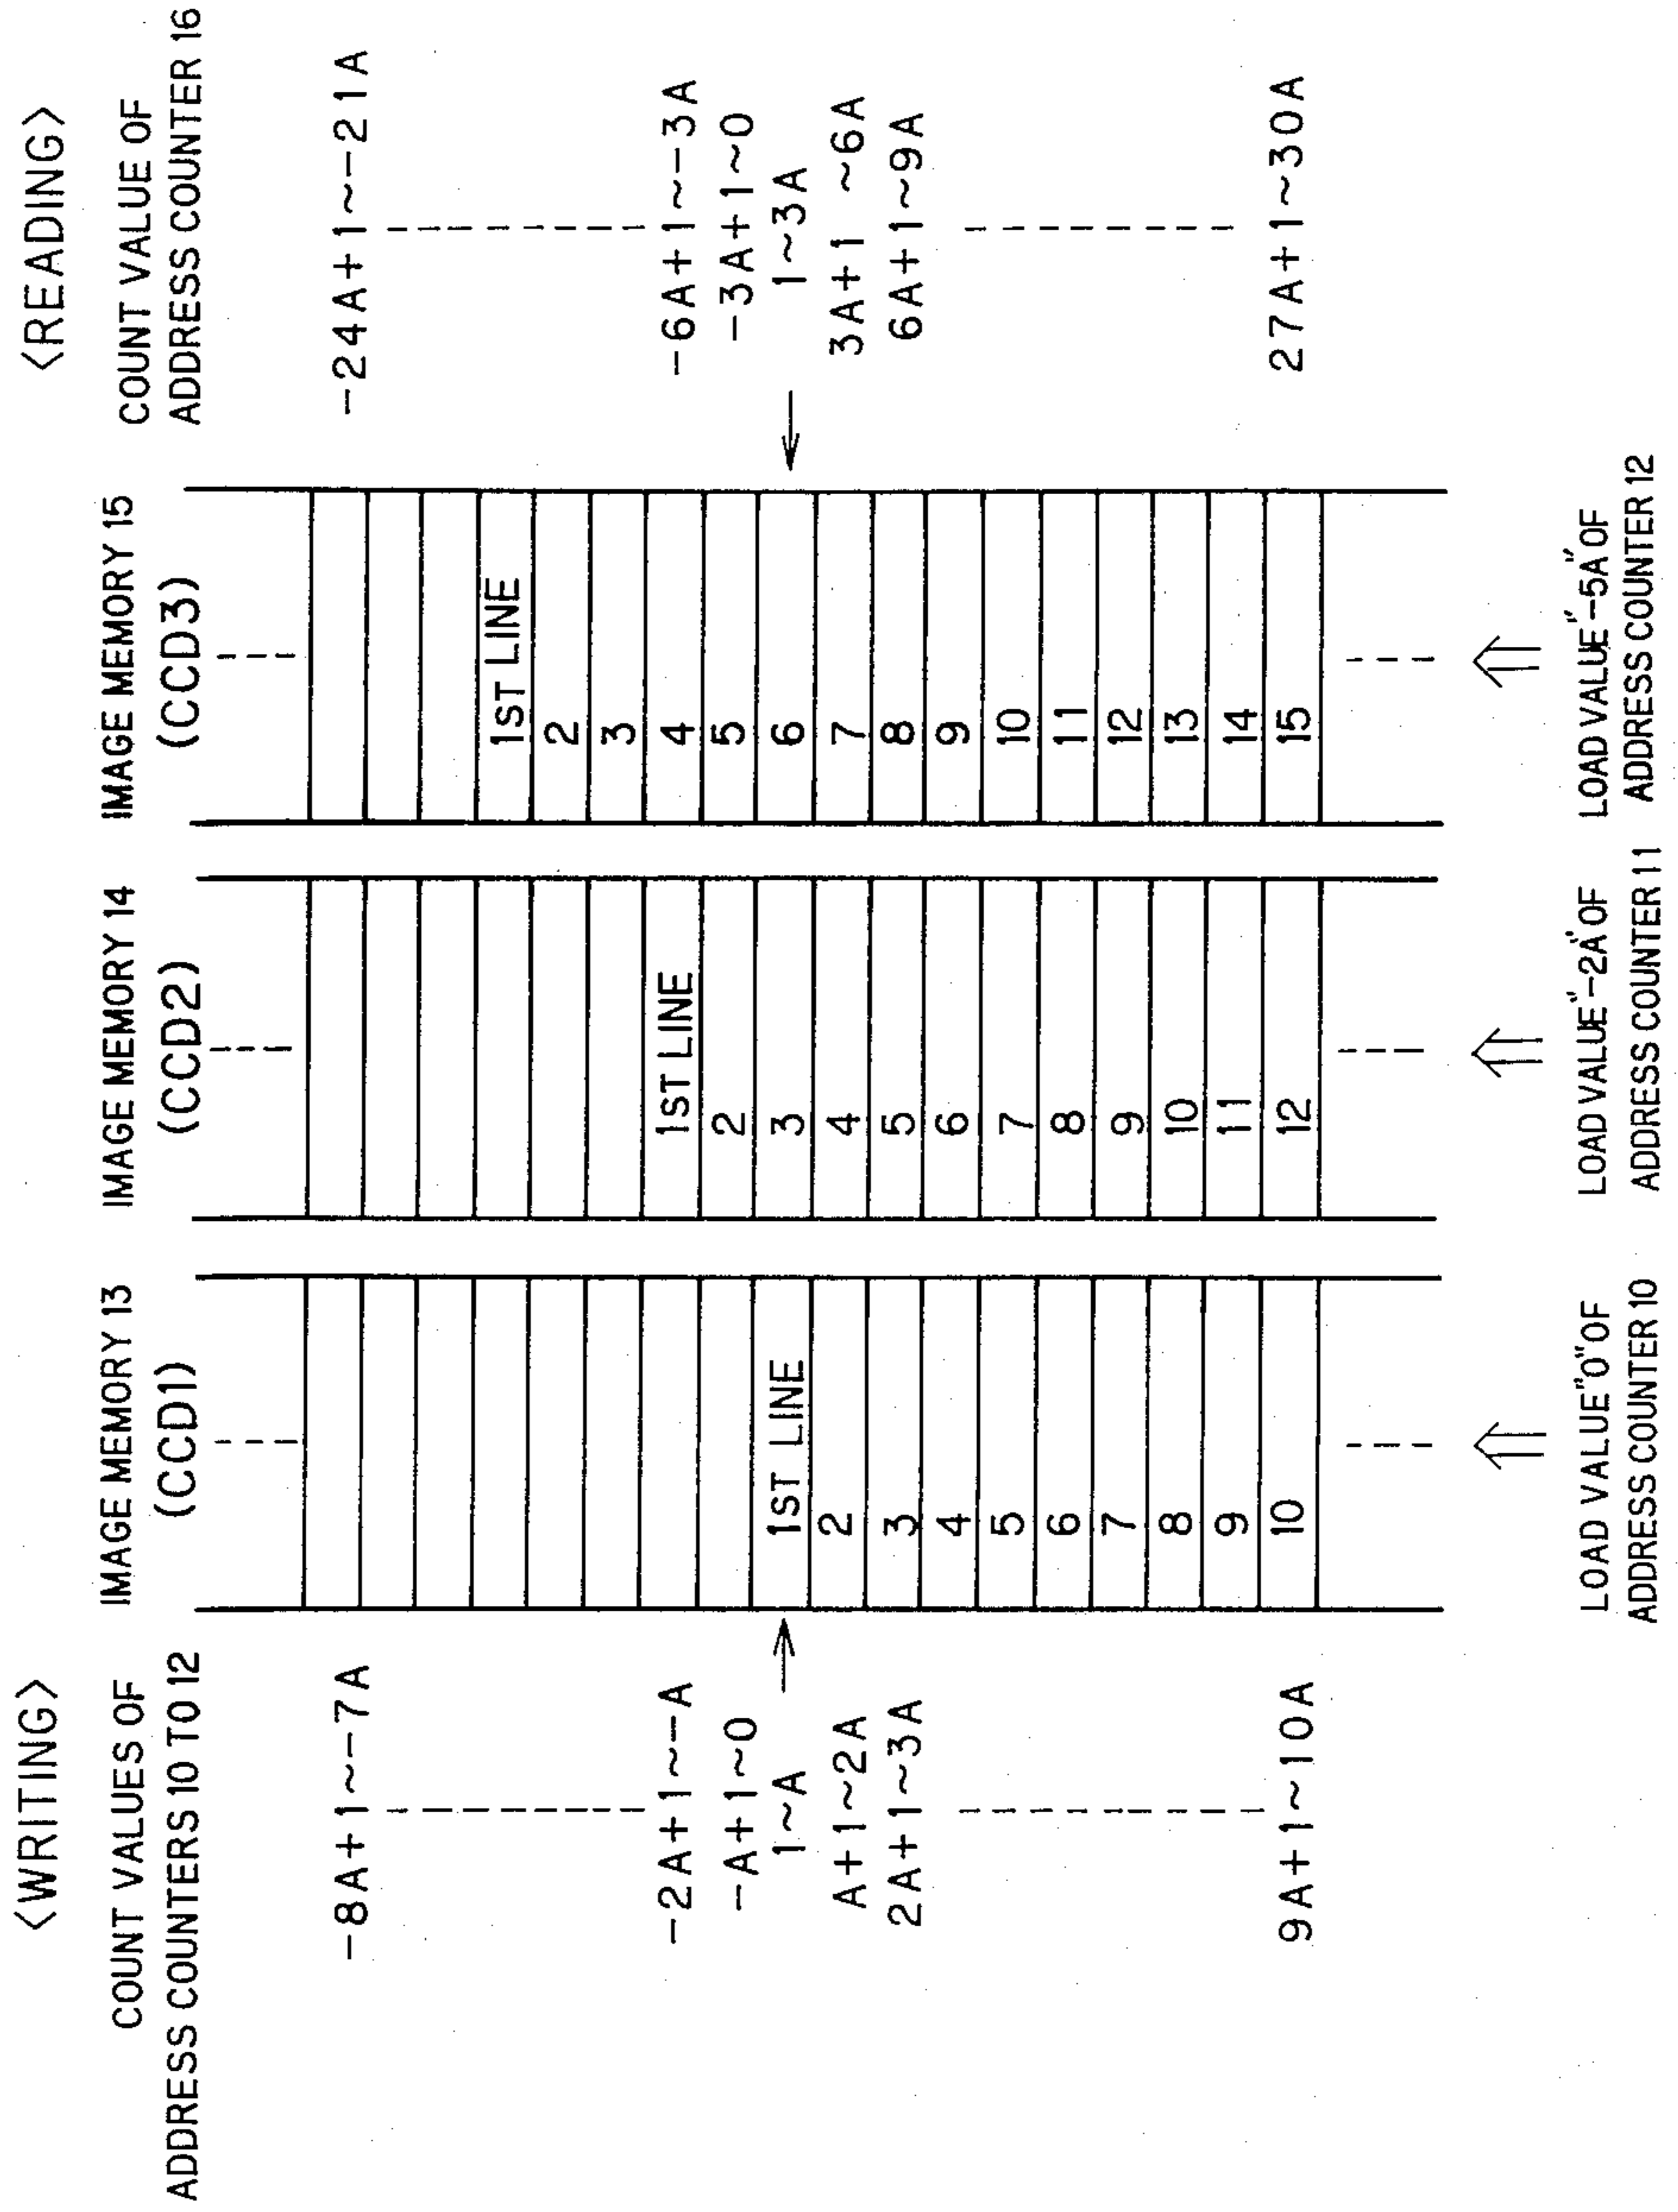 <WRITING>
COUNT VALUES OF
ADDRESS COUNTERS 10 TO 12
-8A+1~-7A
-2A+1~-A
-A+1~0
1~A
A+1~2A
2A+1~3A
9A+1~10A
IMAGE MEMORY 13
(CCD1)
1ST LINE
2
3
4
5
6
7
8
9
10
LOAD VALUE"0"OF
ADDRESS COUNTER 10
IMAGE MEMORY 14
(CCD2)
1ST LINE
2
3
4
5
6
7
8
9
10
11
12
LOAD VALUE"-2A"OF
ADDRESS COUNTER 11
IMAGE MEMORY 15
(CCD3)
1ST LINE
2
3
4
5
6
7
8
9
10
11
12
13
14
15
LOAD VALUE"-5A"OF
ADDRESS COUNTER 12
<READING>
COUNT VALUE OF
ADDRESS COUNTER 16
-24A+1~-21A
-6A+1~-3A
-3A+1~0
1~3A
3A+1 ~6A
6A+1~9A
27A+1~30A